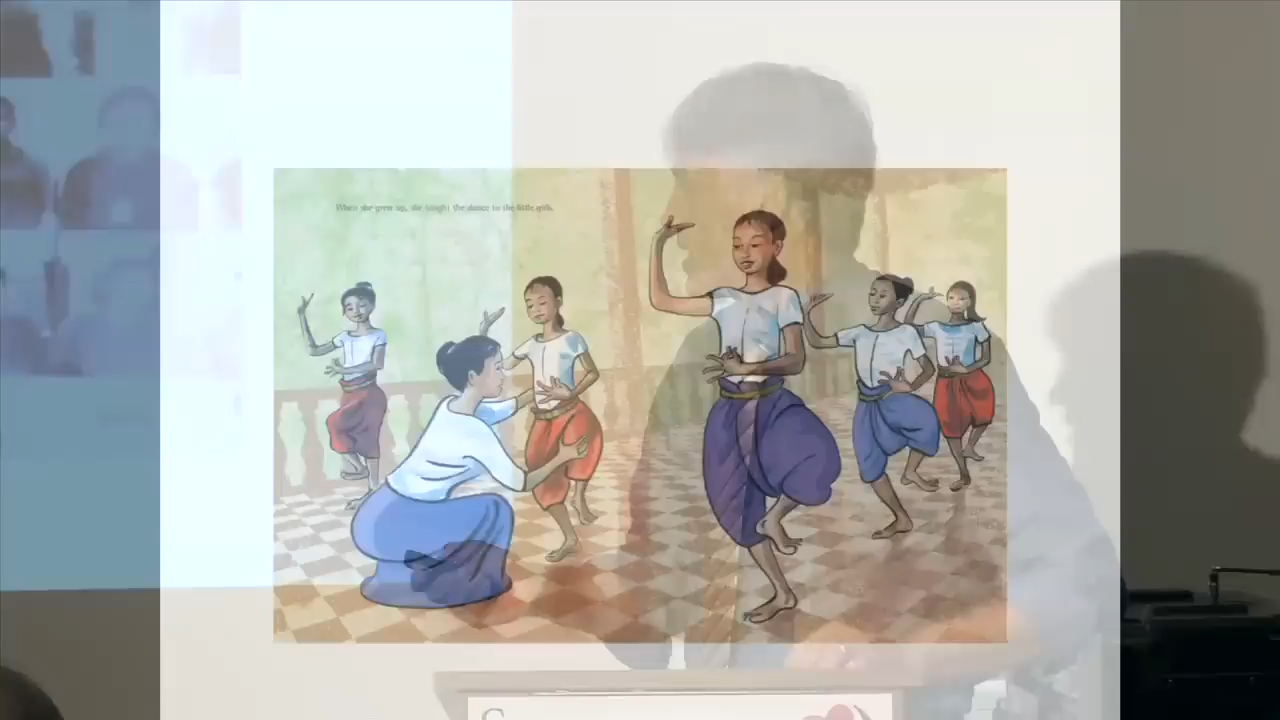 When she grew up, she taught the dance to the little girls.
S